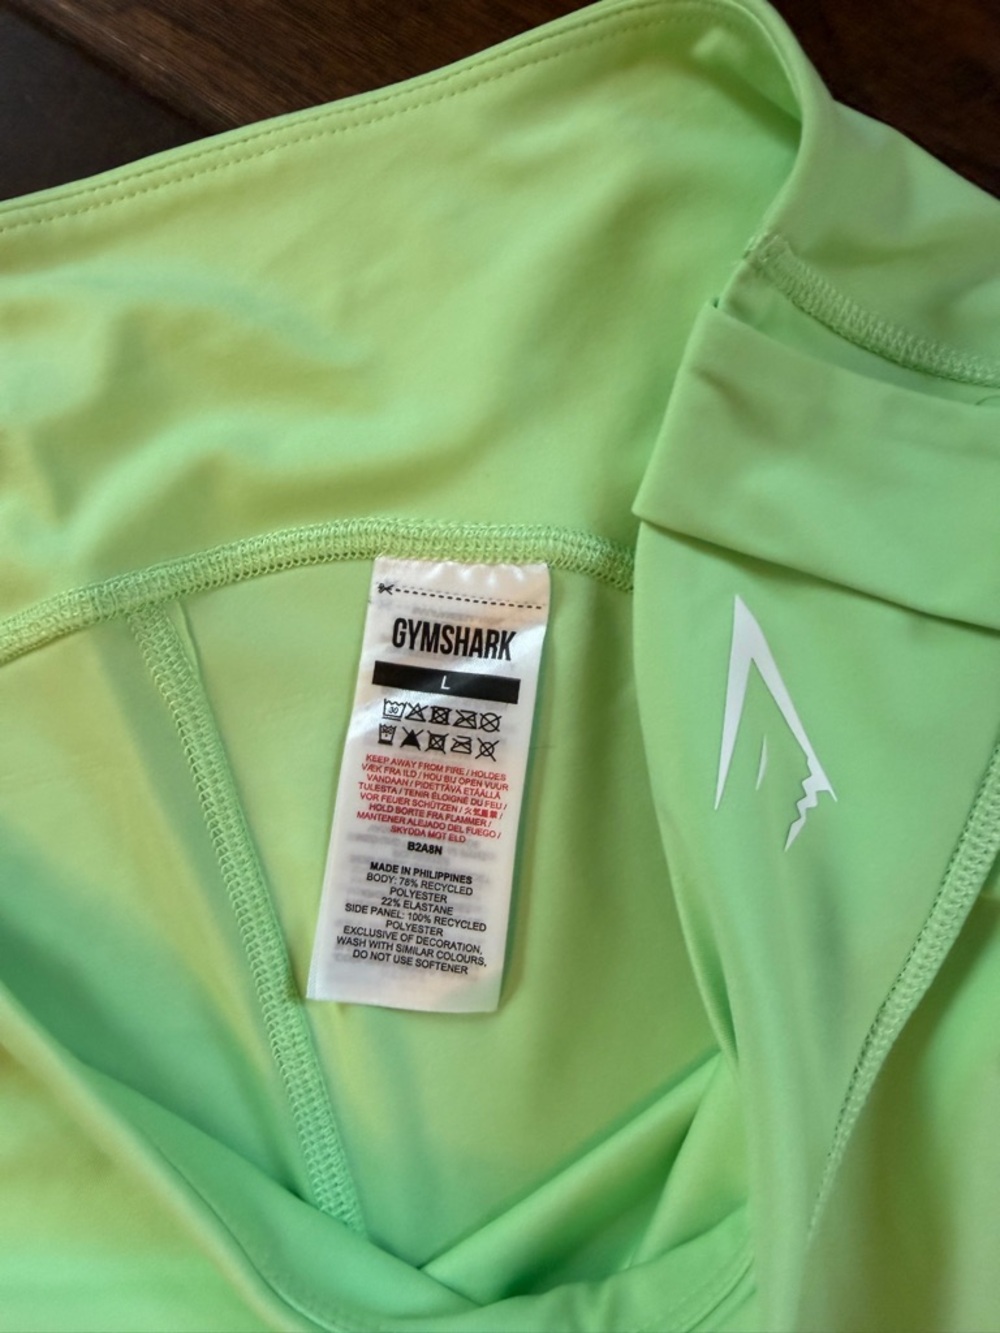 GYMSHARK
L
30
KEEP AWAY FROM FIRE / HOLDES
VÆK FRA ILD / HOU BIJ OPEN VUUR
VANDAAN / PIDETTÄVÄ ETÄÄLLÄ
TULESTA / TENIR ÉLOIGNÉ DU FEU /
VOR FEUER SCHÜTZEN / 火気厳禁 /
HOLD BORTE FRA FLAMMER /
MANTENER ALEJADO DEL FUEGO /
SKYDDA MOT ELD
B2A8N
MADE IN PHILIPPINES
BODY: 78% RECYCLED
POLYESTER
22% ELASTANE
SIDE PANEL: 100% RECYCLED
POLYESTER
EXCLUSIVE OF DECORATION,
WASH WITH SIMILAR COLOURS,
DO NOT USE SOFTENER